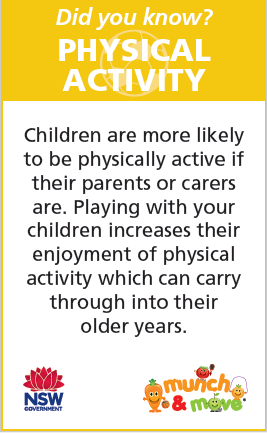 Did you know?
PHYSICAL
ACTIVITY
Children are more likely
to be physically active if
their parents or carers
are. Playing with your
children increases their
enjoyment of physical
activity which can carry
through into their
older years.
NSW
GOVERNMENT
munch
& move